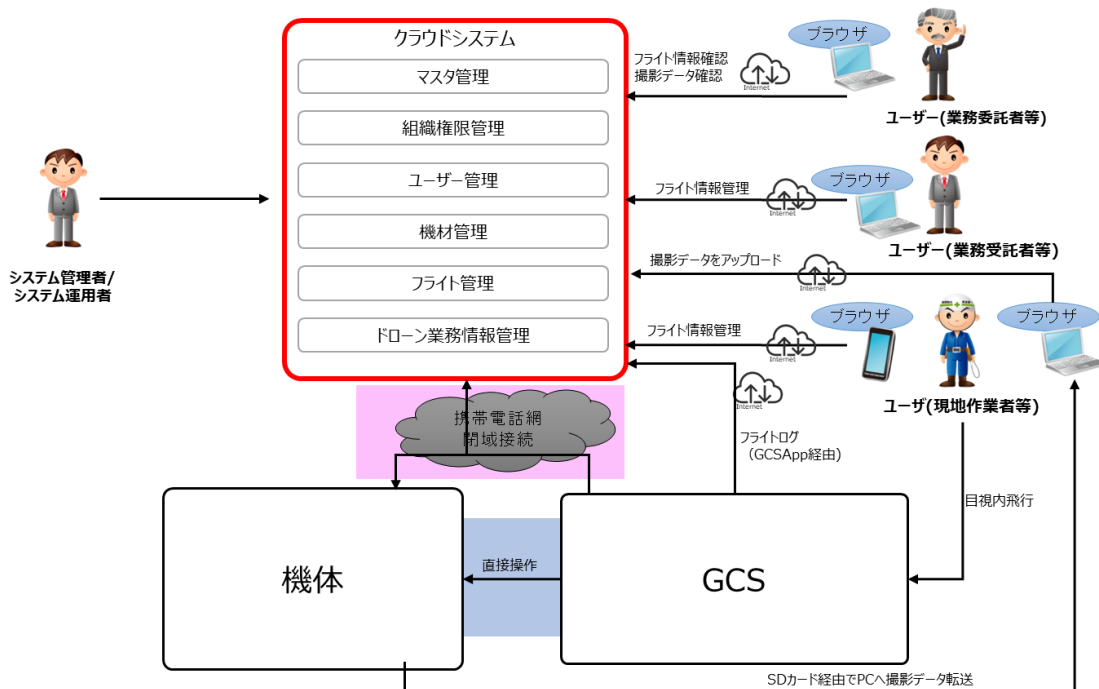 クラウドシステム
マスタ管理
組織権限管理
ユーザー管理
機材管理
フライト管理
ドローン業務情報管理
システム管理者/
システム運用者
フライト情報確認
撮影データ確認
Internet
ブラウザ
ユーザー(業務委託者等)
フライト情報管理
Internet
ブラウザ
ユーザー(業務受託者等)
撮影データをアップロード
Internet
ブラウザ
フライト情報管理
Internet
ブラウザ
ユーザ(現地作業者等)
Internet
携帯電話網
閉域接続
フライトログ
(GCSApp経由)
目視内飛行
機体
直接操作
GCS
SDカード経由でPCへ撮影データ転送